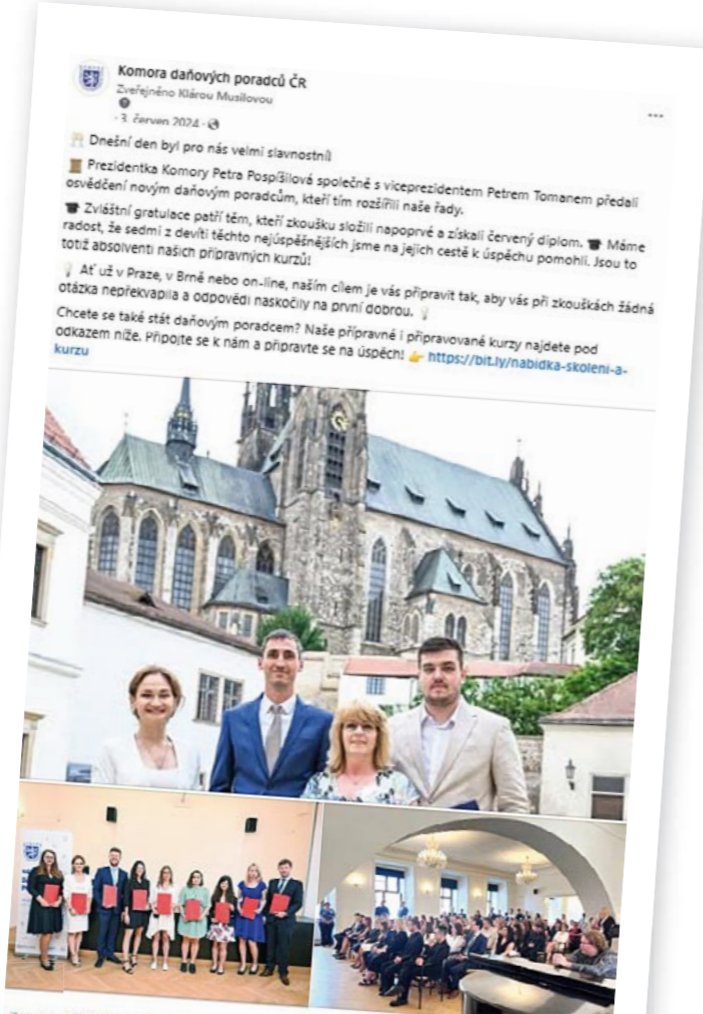 Komora daňových poradců ČR
Zveřejněno Klárou Musilovou
· 3. červen 2024 ·
Dnešní den byl pro nás velmi slavnostní!
Prezidentka Komory Petra Pospíšilová společně s viceprezidentem Petrem Tomanem předali
osvědčení novým daňovým poradcům, kteří tím rozšířili naše řady.
Zvláštní gratulace patří těm, kteří zkoušku složili napoprvé a získali červený diplom. Máme
radost, že sedmi z devíti těchto nejúspěšnějších jsme na jejich cestě k úspěchu pomohli. Jsou to
totiž absolventi našich přípravných kurzů!
Ať už v Praze, v Brně nebo on-line, naším cílem je vás připravit tak, aby vás při zkouškách žádná
otázka nepřekvapila a odpovědi naskočily na první dobrou.
Chcete se také stát daňovým poradcem? Naše přípravné i připravované kurzy najdete pod
odkazem níže. Připojte se k nám a připravte se na úspěch! https://bit.ly/nabidka-skoleni-a-
kurzu